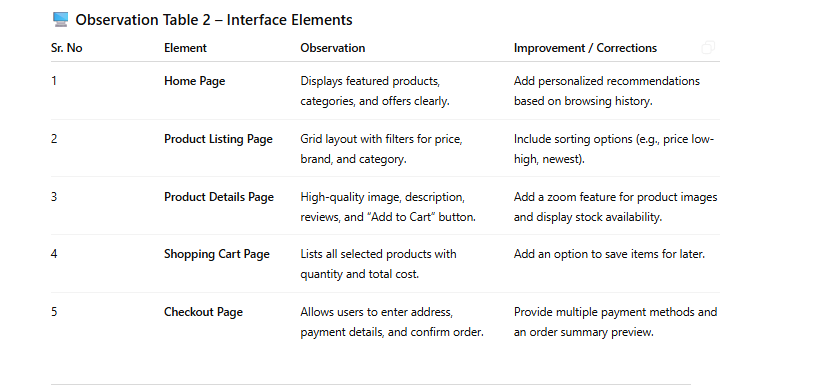 Observation Table 2 – Interface Elements
Sr. No Element Observation Improvement / Corrections
1 Home Page Displays featured products, Add personalized recommendations
categories, and offers clearly. based on browsing history.
2 Product Listing Page Grid layout with filters for price, Include sorting options (e.g., price low-
brand, and category. high, newest).
3 Product Details Page High-quality image, description, Add a zoom feature for product images
reviews, and “Add to Cart” button. and display stock availability.
4 Shopping Cart Page Lists all selected products with Add an option to save items for later.
quantity and total cost.
5 Checkout Page Allows users to enter address, Provide multiple payment methods and
payment details, and confirm order. an order summary preview.